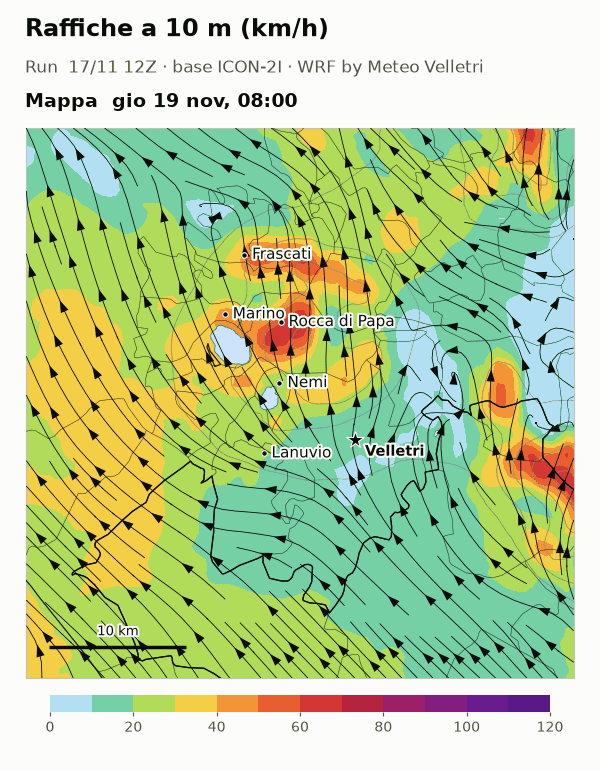 Raffiche a 10 m (km/h)
Run 17/11 12Z · base ICON-2I · WRF by Meteo Velletri
Mappa gio 19 nov, 08:00
Frascati
Marino
Rocca di Papa
Nemi
Velletri
Lanuvio
10 km
0 20 40 60 80 100 120